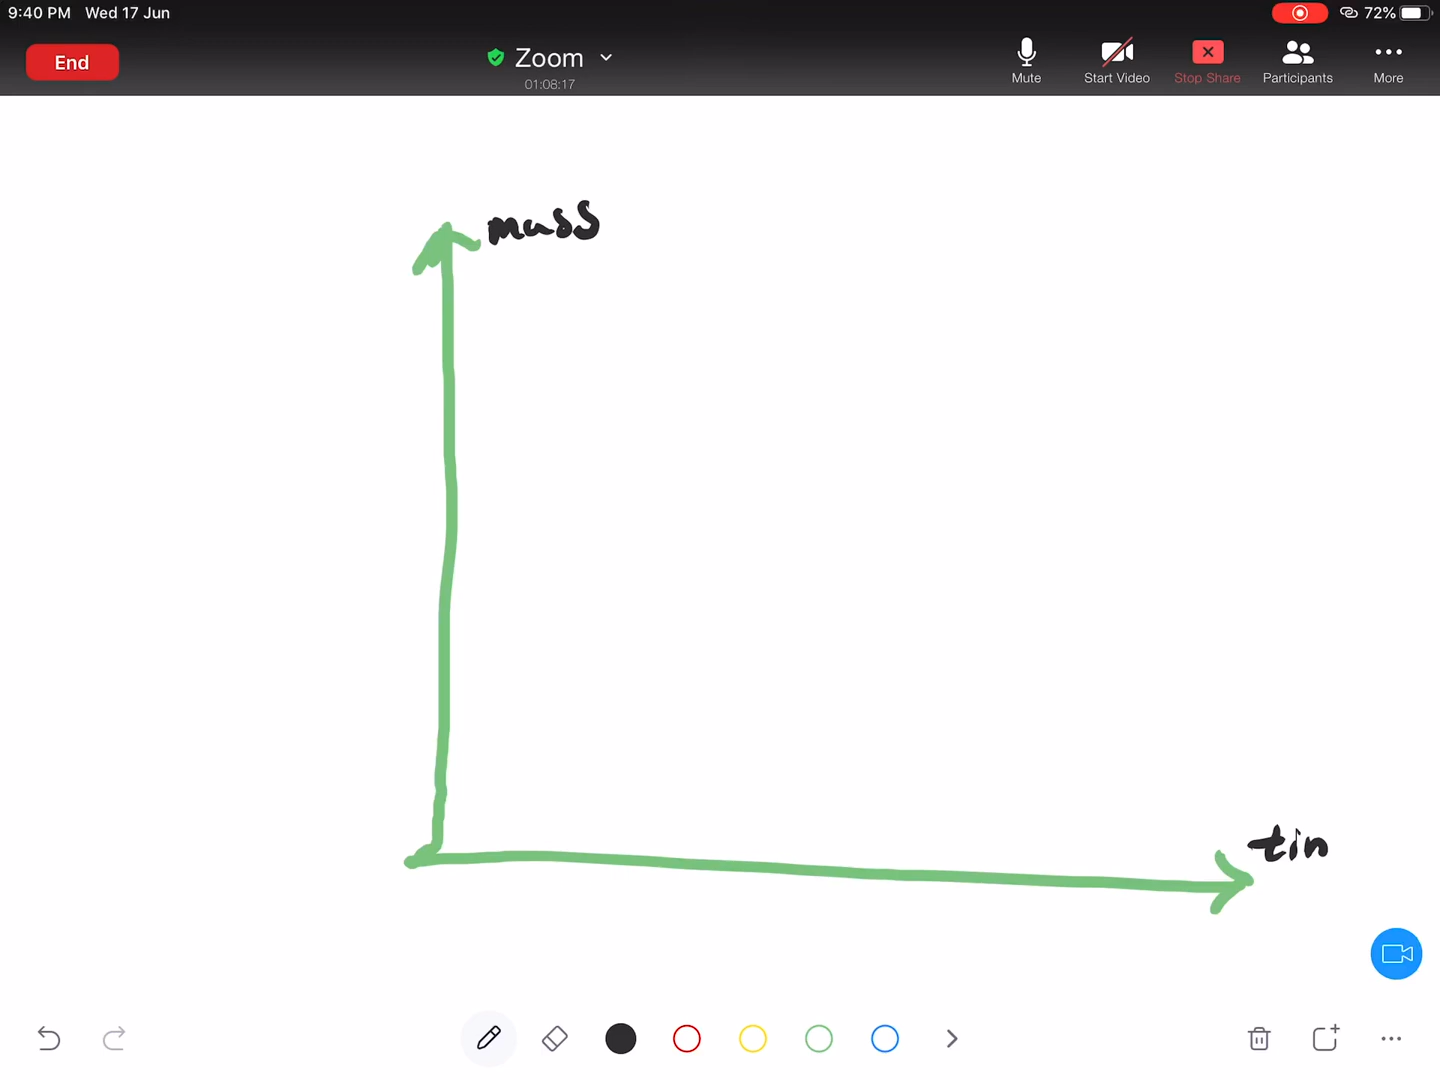 9:40 PM Wed 17 Jun 72%
End Zoom Mute Start Video Stop Share Participants More
01:08:17
mass
tin